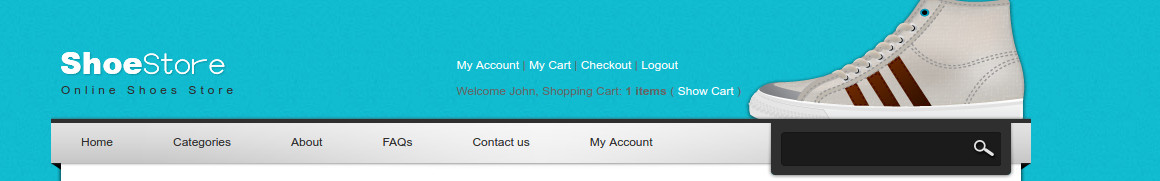 ShoeStore
Online Shoes Store
My Account | My Cart | Checkout | Logout
Welcome John, Shopping Cart: 1 items ( Show Cart )
Home Categories About FAQs Contact us My Account